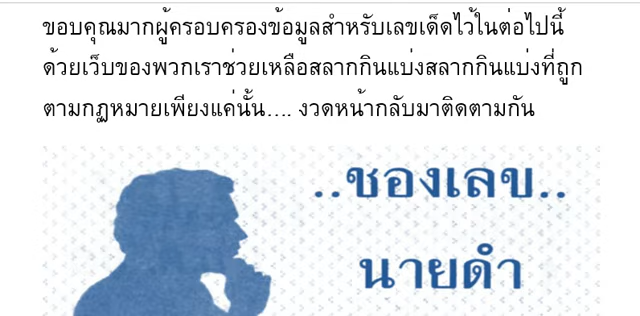 ขอบคุณมากผู้ครอบครองข้อมูลสำหรับเลขเด็ดไว้ในต่อไปนี้
ด้วยเว็บของพวกเราช่วยเหลือสลากกินแบ่งสลากกินแบ่งที่ถูก
ตามกฏหมายเพียงแค่นั้น.... งวดหน้ากลับมาติดตามกัน
..ชองเลข..
นายดำ